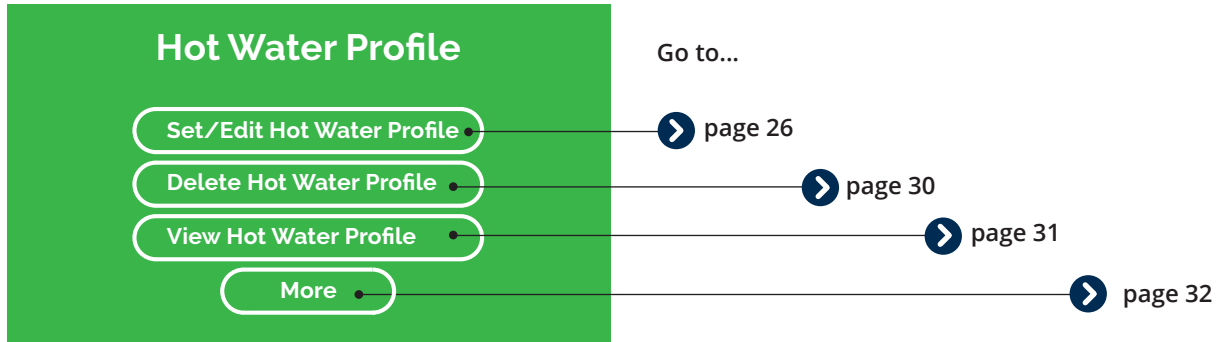 Hot Water Profile
Go to...
Set/Edit Hot Water Profile
page 26
Delete Hot Water Profile
page 30
View Hot Water Profile
page 31
More
page 32